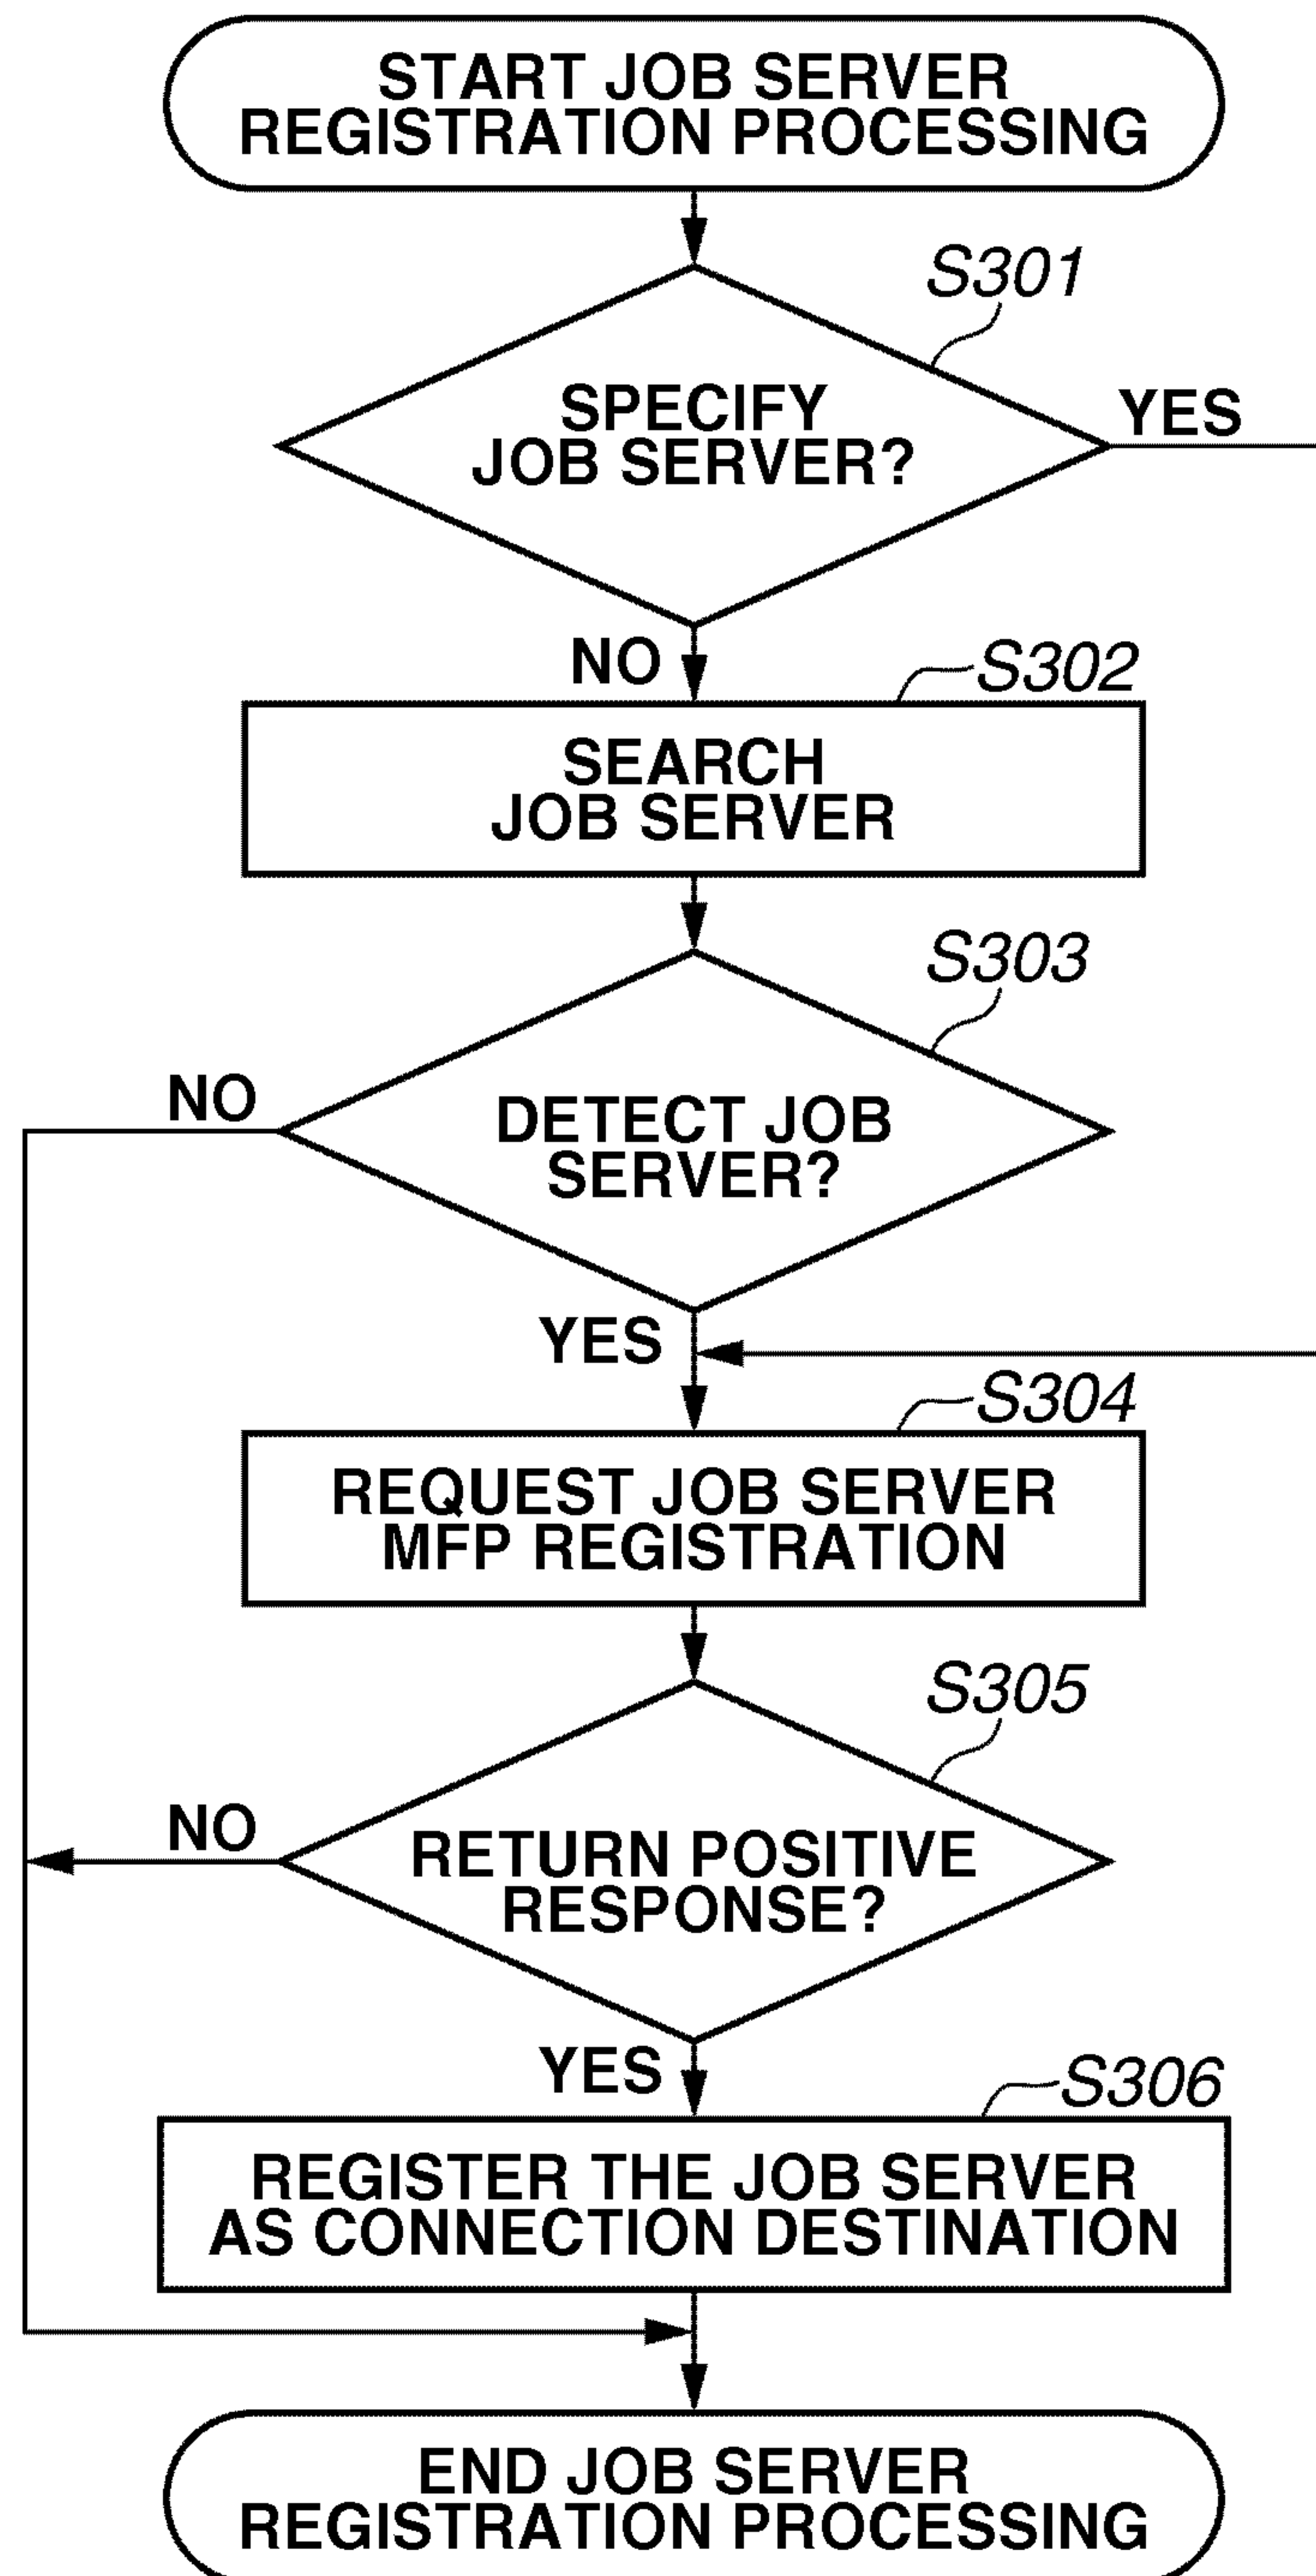 START JOB SERVER
REGISTRATION PROCESSING
S301
SPECIFY
JOB SERVER?
YES
NO
S302
SEARCH
JOB SERVER
S303
NO
DETECT JOB
SERVER?
YES
S304
REQUEST JOB SERVER
MFP REGISTRATION
S305
NO
RETURN POSITIVE
RESPONSE?
YES
S306
REGISTER THE JOB SERVER
AS CONNECTION DESTINATION
END JOB SERVER
REGISTRATION PROCESSING